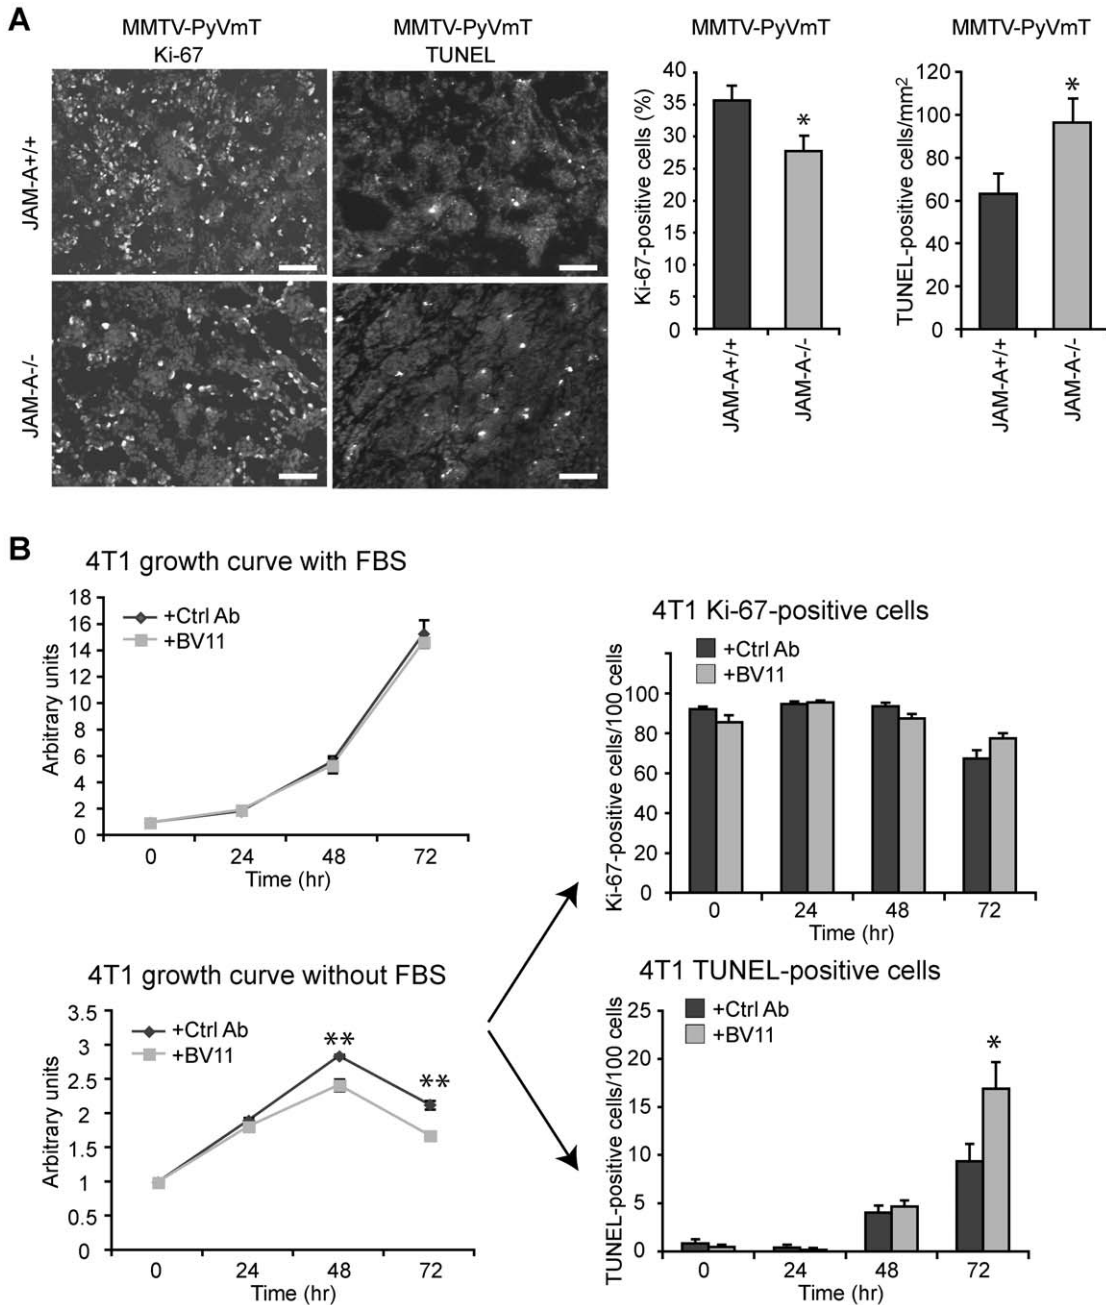 A
MMTV-PyVmT
Ki-67
MMTV-PyVmT
TUNEL
JAM-A+/+
JAM-A-/-
MMTV-PyVmT
Ki-67-positive cells (%)
40
35
30
25
20
15
10
5
0
*
JAM-A+/+
JAM-A-/-
MMTV-PyVmT
TUNEL-positive cells/mm²
120
100
80
60
40
20
0
*
JAM-A+/+
JAM-A-/-
B
4T1 growth curve with FBS
+Ctrl Ab
+BV11
Arbitrary units
18
16
14
12
10
8
6
4
2
0
0 24 48 72
Time (hr)
4T1 Ki-67-positive cells
+Ctrl Ab
+BV11
Ki-67-positive cells/100 cells
100
80
60
40
20
0
0 24 48 72
Time (hr)
4T1 growth curve without FBS
+Ctrl Ab
+BV11
Arbitrary units
3.5
3
2.5
2
1.5
1
0.5
0
**
**
0 24 48 72
Time (hr)
4T1 TUNEL-positive cells
+Ctrl Ab
+BV11
TUNEL-positive cells/100 cells
25
20
15
10
5
0
*
0 24 48 72
Time (hr)